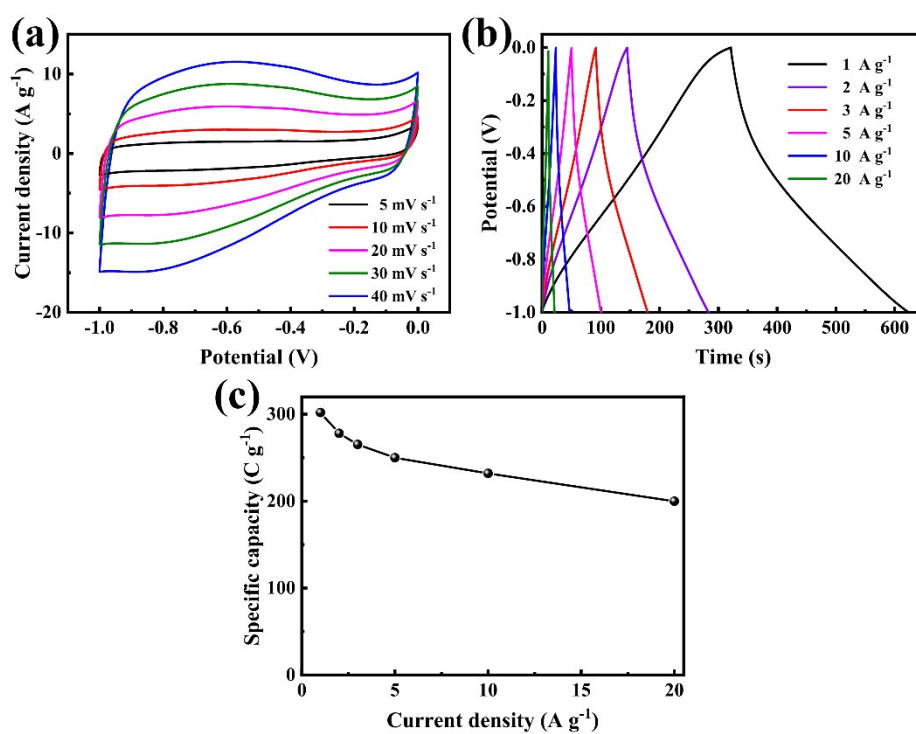 (a)
10
0
-10
-20
Current density (A g⁻¹)
5 mV s⁻¹
10 mV s⁻¹
20 mV s⁻¹
30 mV s⁻¹
40 mV s⁻¹
-1.0 -0.8 -0.6 -0.4 -0.2 0.0
Potential (V)
(b)
0.0
-0.2
-0.4
-0.6
-0.8
-1.0
Potential (V)
1 A g⁻¹
2 A g⁻¹
3 A g⁻¹
5 A g⁻¹
10 A g⁻¹
20 A g⁻¹
0 100 200 300 400 500 600
Time (s)
(c)
300
200
100
0
Specific capacity (C g⁻¹)
0 5 10 15 20
Current density (A g⁻¹)